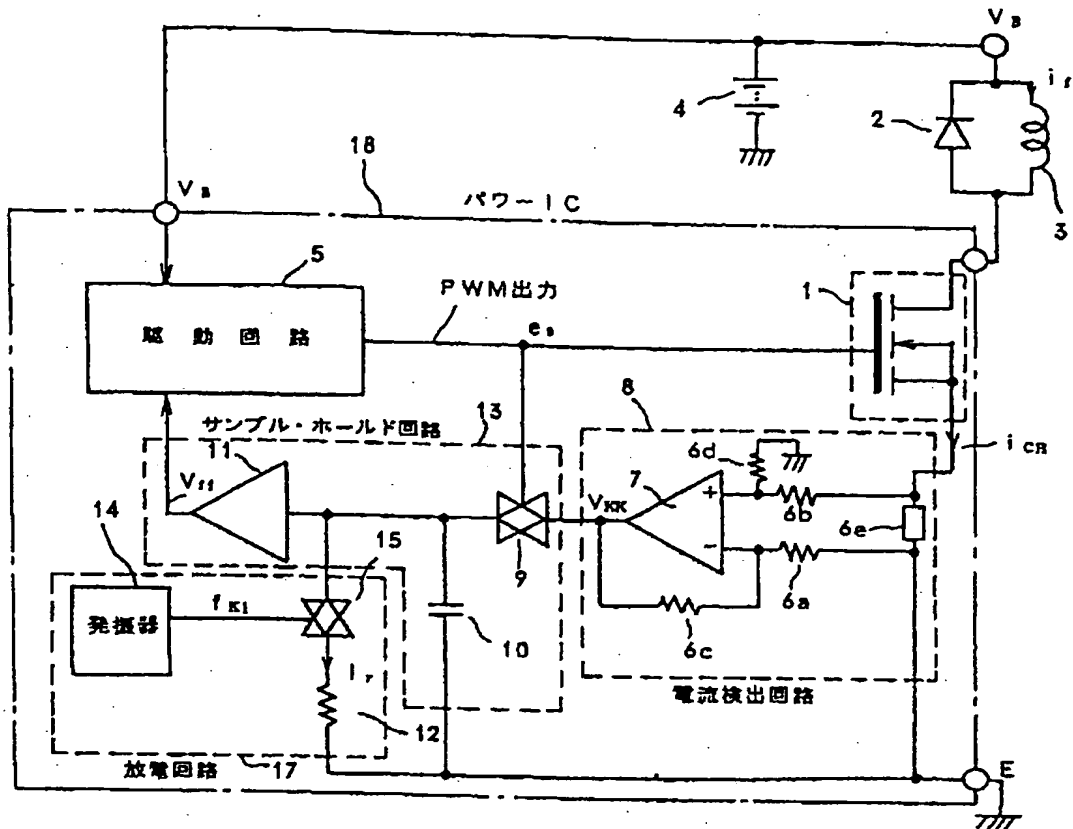 V B
i f
2
4
3
18
V B
パワーIC
5
PWM出力
1
e s
駆動回路
サンプル・ホールド回路
13
8
i CH
11
6d
V ff
7
+
V KK
6b
6e
14
15
9
−
6a
発振器
f K1
10
6c
I r
12
電流検出回路
放電回路
17
E